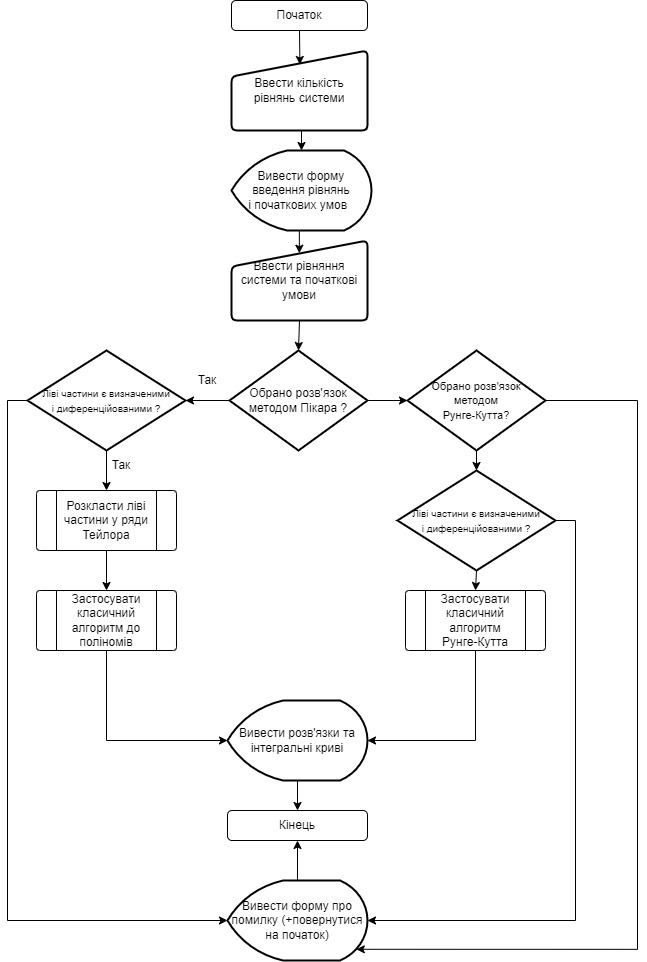 Початок
Ввести кількість
рівнянь системи
Вивести форму
введення рівнянь
і початкових умов
Ввести рівняння
системи та початкові
умови
Ліві частини є визначеними
і диференційованими ?
Так
Обрано розв'язок
методом Пікара ?
Обрано розв'язок
методом
Рунге-Кутта?
Так
Розкласти ліві
частини у ряди
Тейлора
Ліві частини є визначеними
і диференційованими ?
Застосувати
класичний
алгоритм до
поліномів
Застосувати
класичний
алгоритм
Рунге-Кутта
Вивести розв'язки та
інтегральні криві
Кінець
Вивести форму про
помилку (+повернутися
на початок)